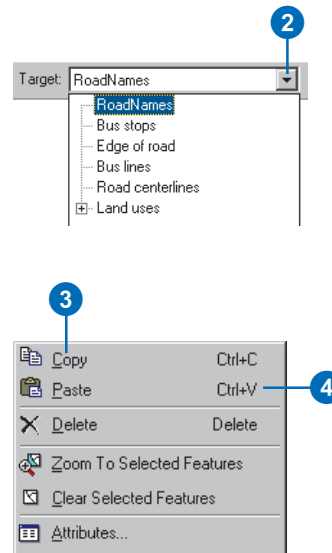 2
Target: RoadNames
RoadNames
Bus stops
Edge of road
Bus lines
Road centerlines
Land uses
3
Copy Ctrl+C
Paste Ctrl+V 4
Delete Delete
Zoom To Selected Features
Clear Selected Features
Attributes...